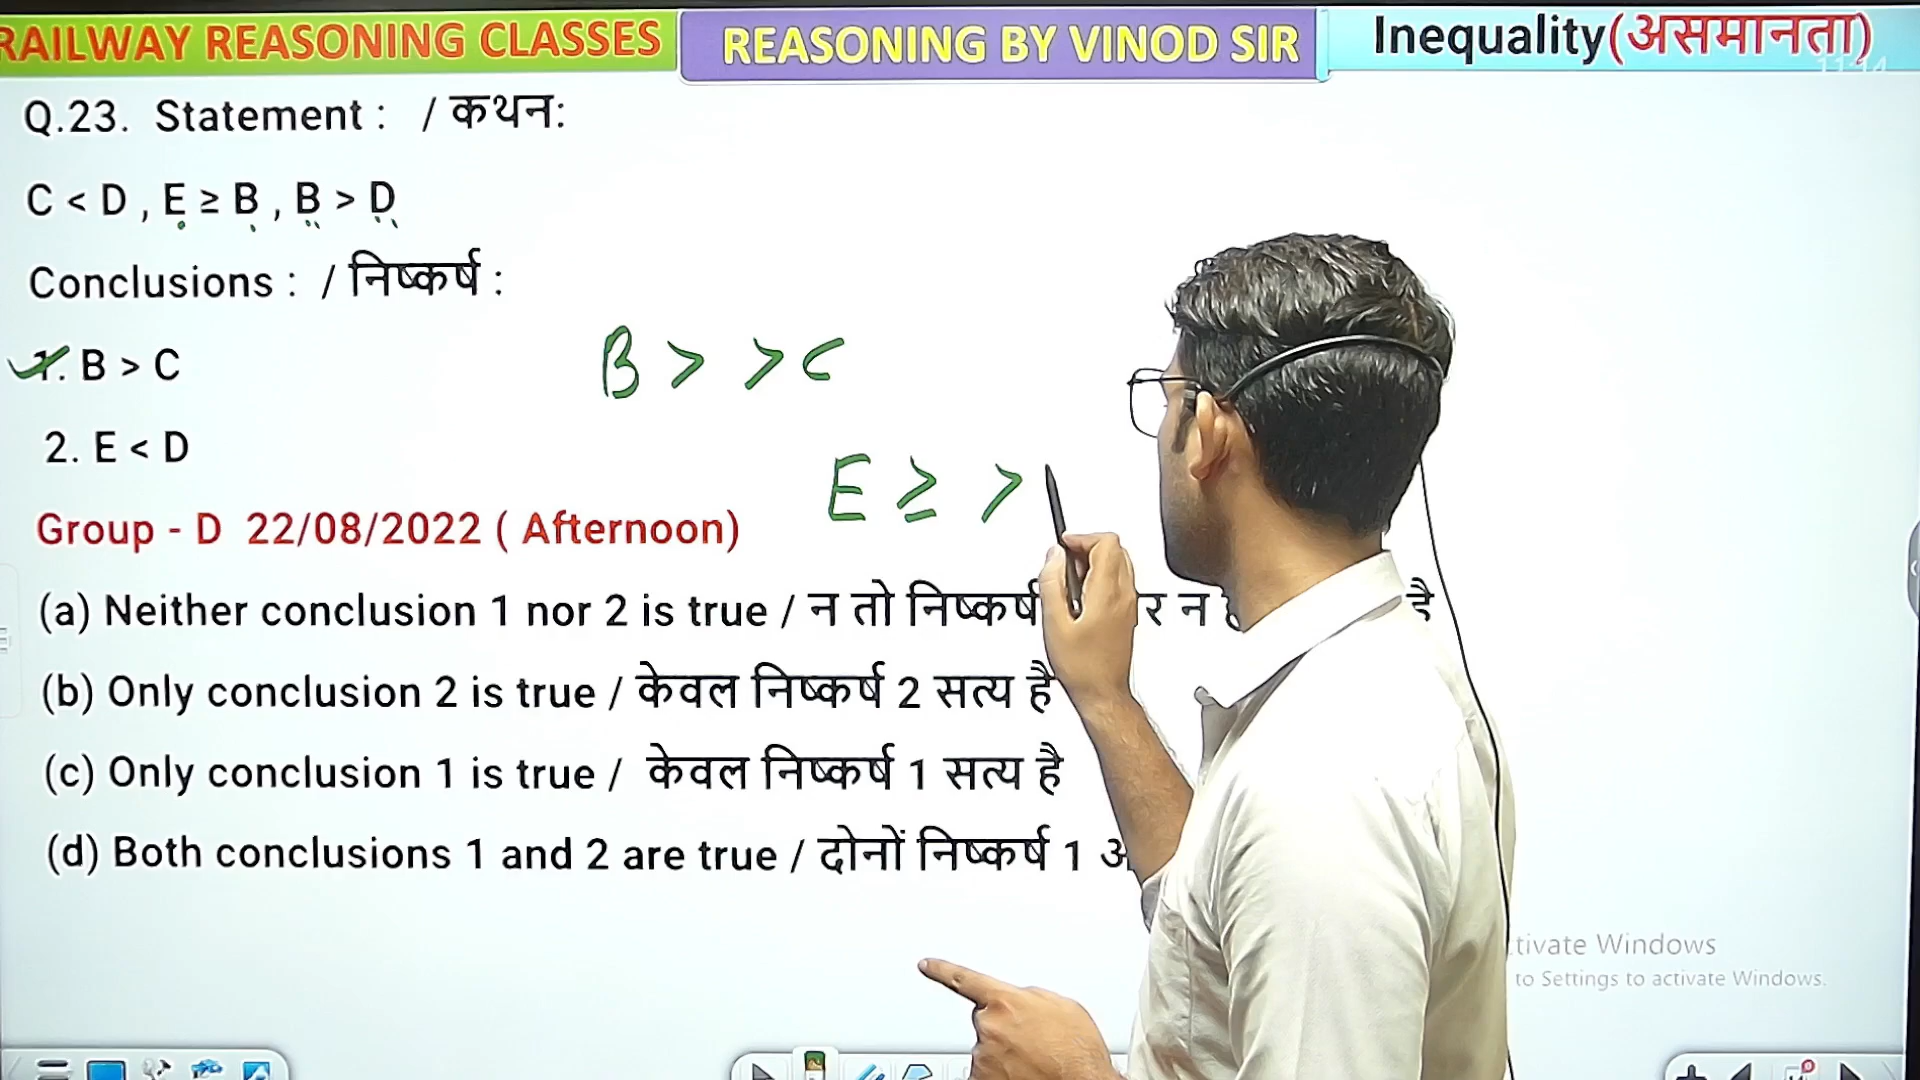 RAILWAY REASONING CLASSES REASONING BY VINOD SIR Inequality(असमानता)
11:14
Q.23. Statement : / कथन:
C < D , E ≥ B , B > D
Conclusions : / निष्कर्ष :
1. B > C
B > > C
2. E < D
E ≥ >
Group - D 22/08/2022 ( Afternoon)
(a) Neither conclusion 1 nor 2 is true / न तो निष्कर्ष न है
(b) Only conclusion 2 is true / केवल निष्कर्ष 2 सत्य है
(c) Only conclusion 1 is true / केवल निष्कर्ष 1 सत्य है
(d) Both conclusions 1 and 2 are true / दोनों निष्कर्ष 1
Windows
to Settings to activate Windows.